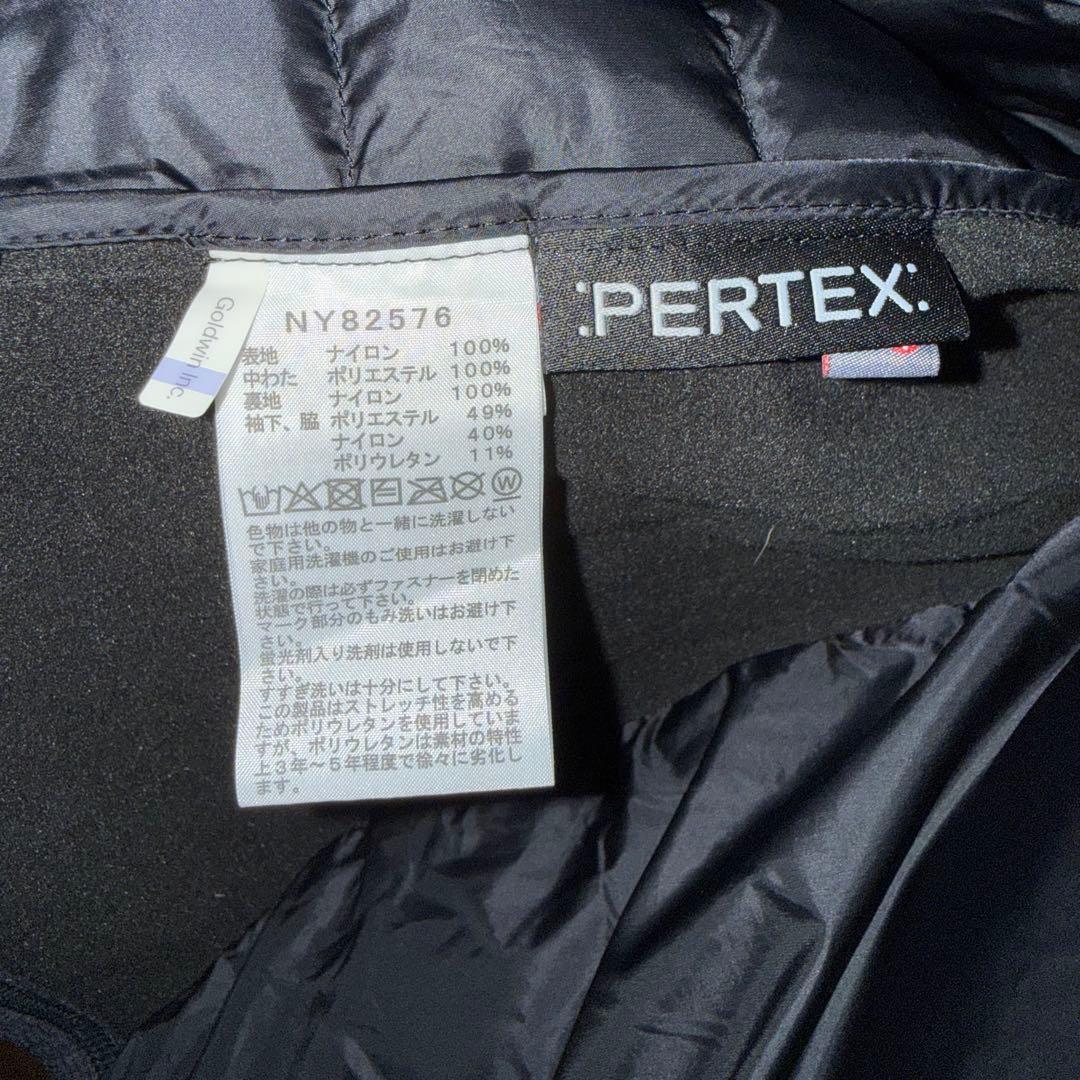 Goldwin Inc.
NY82576
表地 ナイロン 100%
中わた ポリエステル 100%
裏地 ナイロン 100%
袖下、脇 ポリエステル 49%
ナイロン 40%
ポリウレタン 11%
W
色物は他の物と一緒に洗濯しない
で下さい。
家庭用洗濯機のご使用はお避け下
さい。
洗濯の際は必ずファスナーを閉めた
状態で行って下さい。
マーク部分のもみ洗いはお避け下
さい。
蛍光剤入り洗剤は使用しないで下
さい。
すすぎ洗いは十分にして下さい。
この製品はストレッチ性を高める
ためポリウレタンを使用していま
すが、ポリウレタンは素材の特性
上3年～5年程度で徐々に劣化し
ます。
:PERTEX: